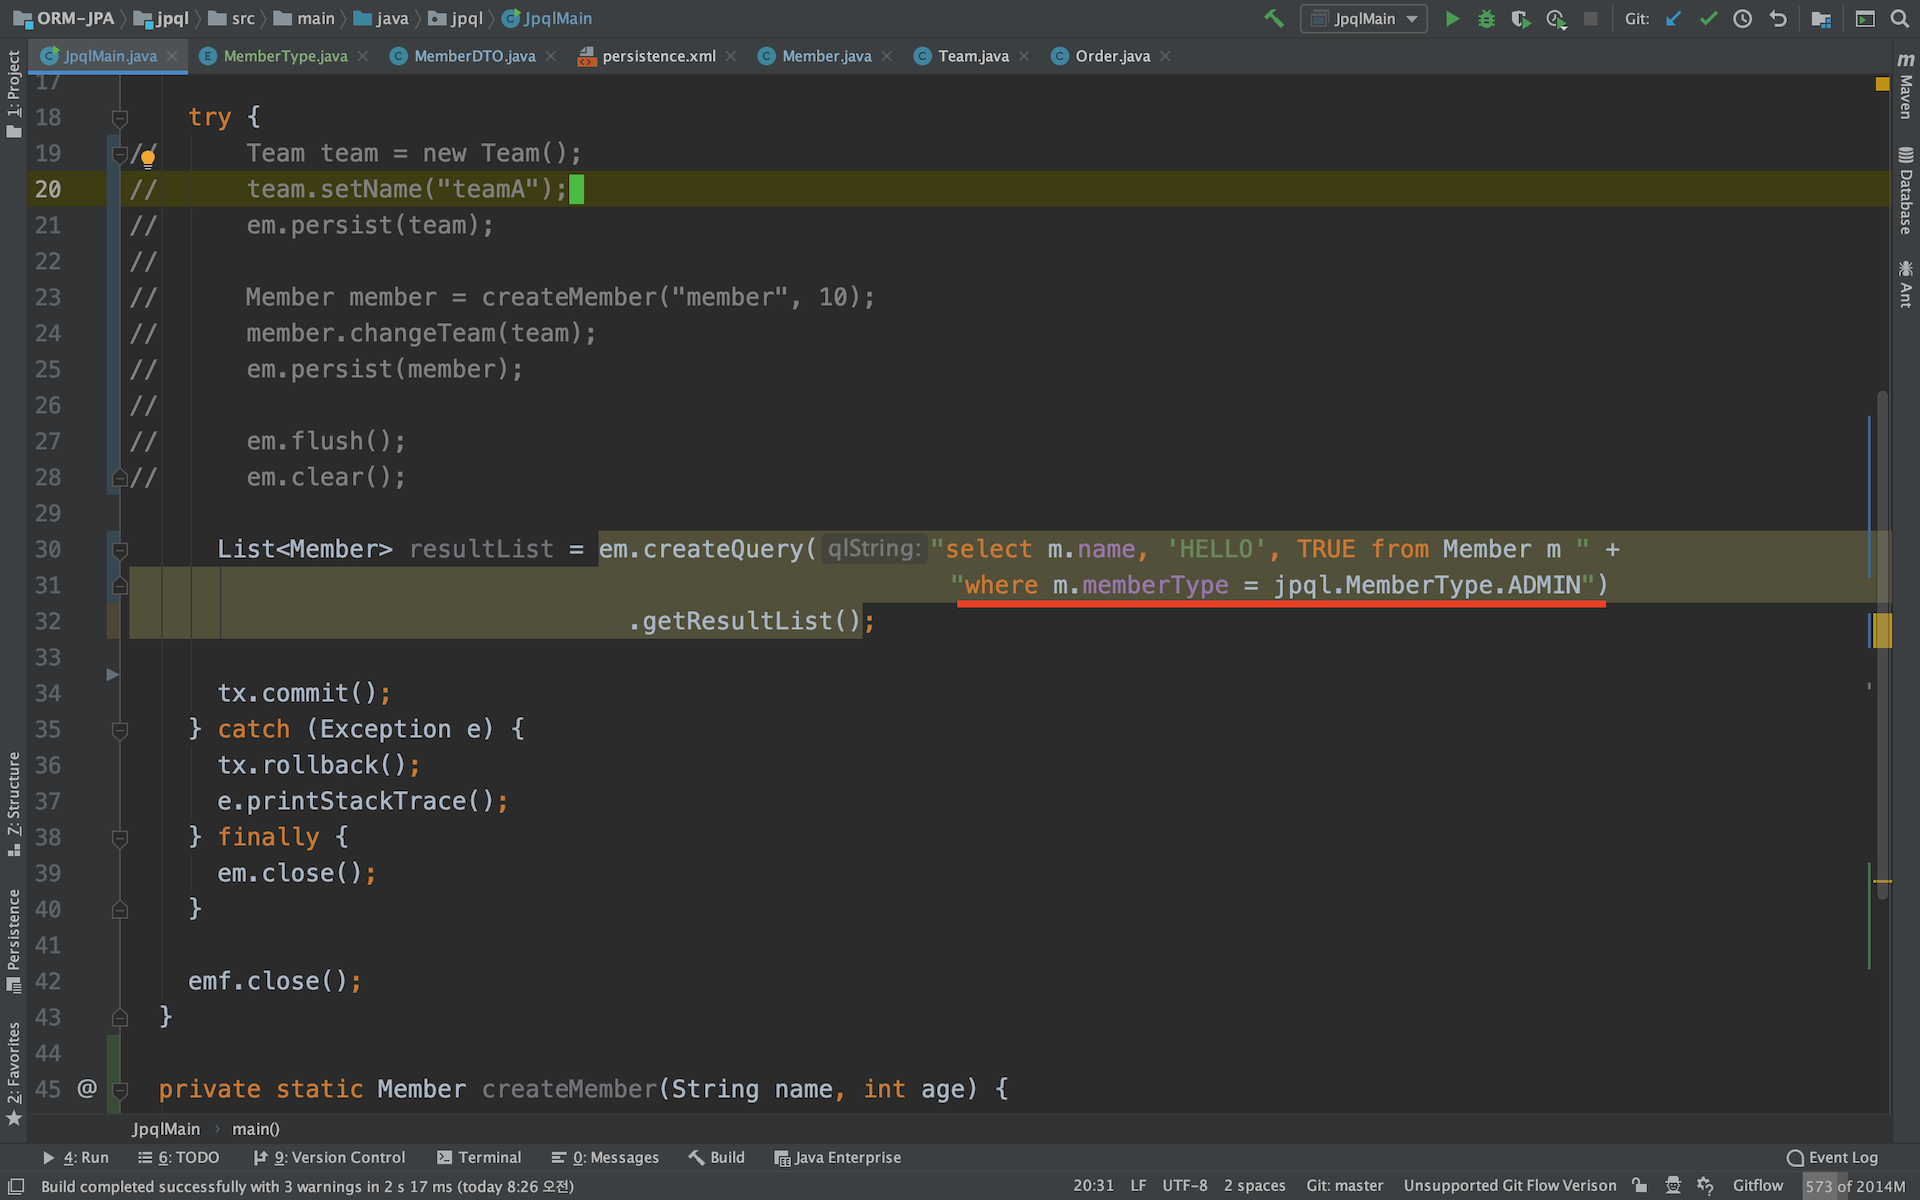 ORM-JPA jpql src main java jpql JpqlMain JpqlMain Git:
JpqlMain.java MemberType.java MemberDTO.java persistence.xml Member.java Team.java Order.java
1: Project
Z: Structure
Persistence
2: Favorites
17
18 try {
19 // Team team = new Team();
20 // team.setName("teamA");
21 // em.persist(team);
22 //
23 // Member member = createMember("member", 10);
24 // member.changeTeam(team);
25 // em.persist(member);
26 //
27 // em.flush();
28 // em.clear();
29
30 List<Member> resultList = em.createQuery( qlString: "select m.name, 'HELLO', TRUE from Member m " +
31 "where m.memberType = jpql.MemberType.ADMIN")
32 .getResultList();
33
34 tx.commit();
35 } catch (Exception e) {
36 tx.rollback();
37 e.printStackTrace();
38 } finally {
39 em.close();
40 }
41
42 emf.close();
43 }
44
45 @ private static Member createMember(String name, int age) {
m Maven
Database
Ant
JpqlMain main()
4: Run 6: TODO 9: Version Control Terminal 0: Messages Build Java Enterprise Event Log
Build completed successfully with 3 warnings in 2 s 17 ms (today 8:26 오전) 20:31 LF UTF-8 2 spaces Git: master Unsupported Git Flow Verison Gitflow 573 of 2014M